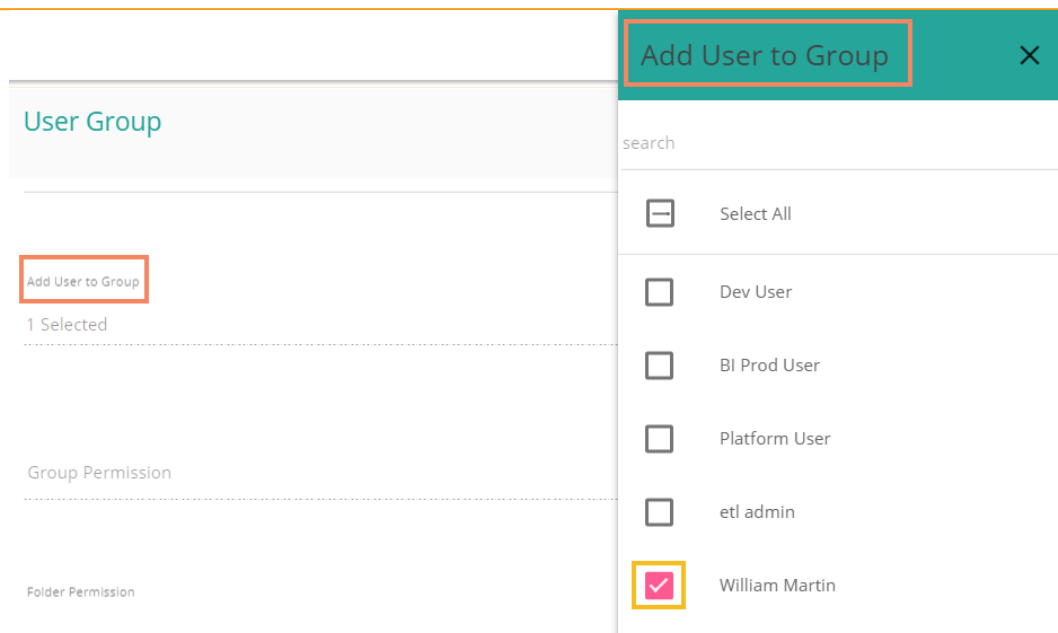 Add User to Group
User Group
search
Select All
Add User to Group
1 Selected
Dev User
BI Prod User
Platform User
Group Permission
etl admin
Folder Permission
William Martin